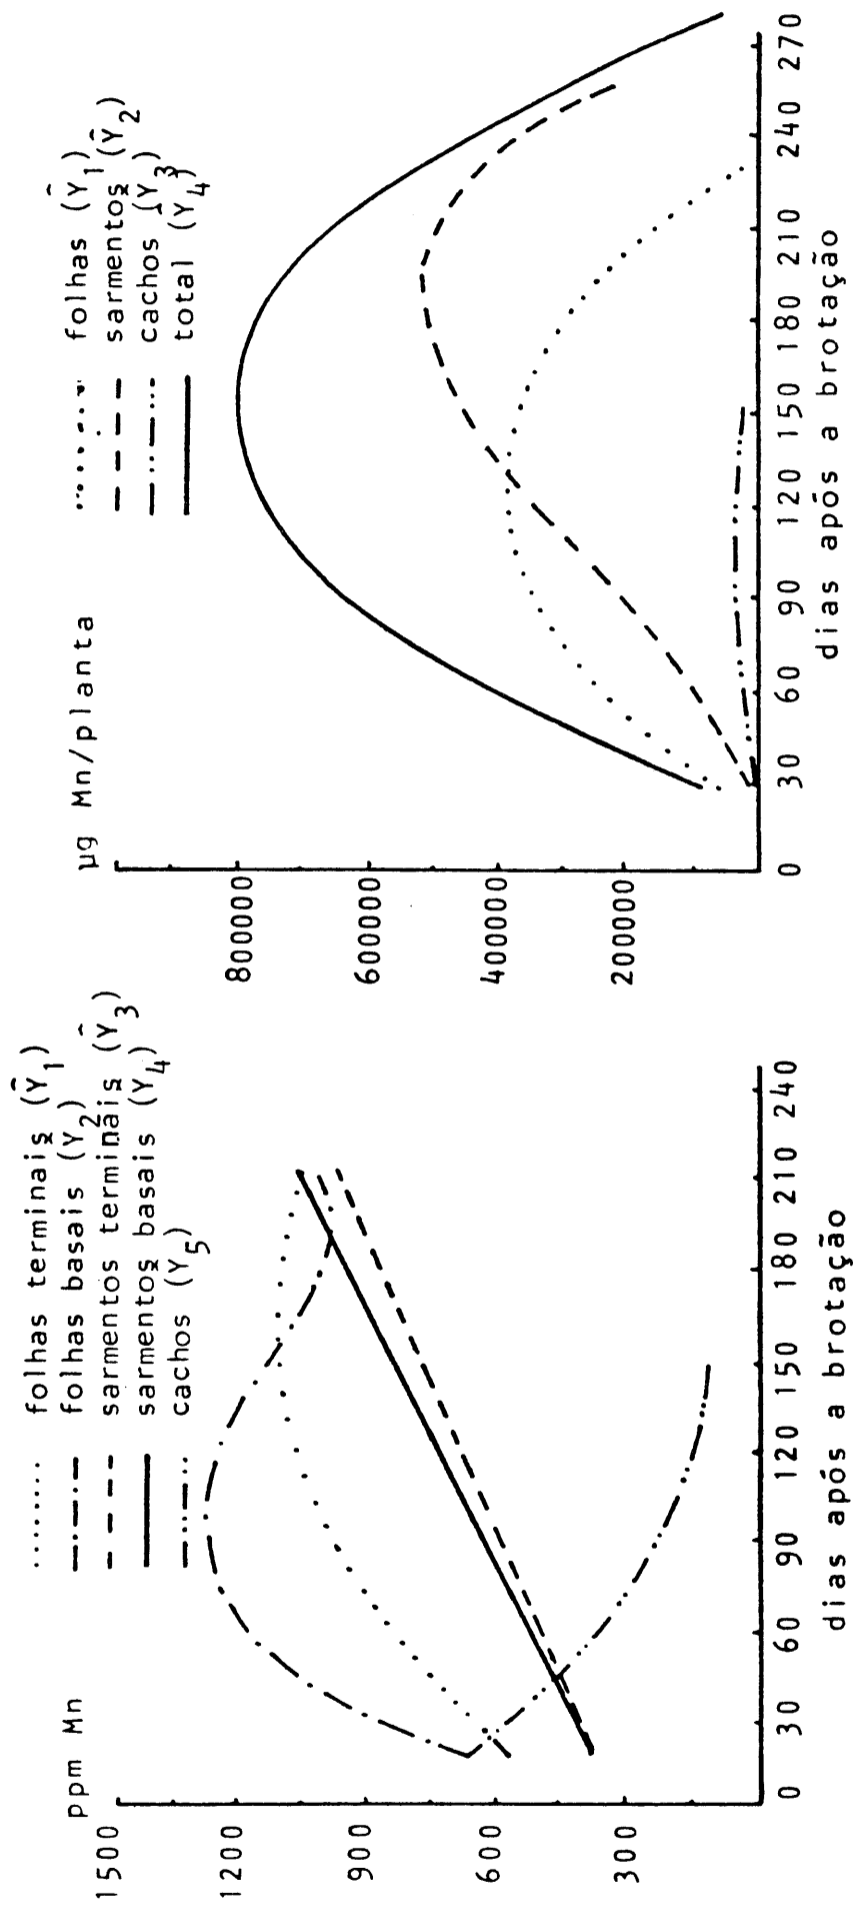 ppm Mn
folhas terminais (Ŷ1)
folhas basais (Y2)
sarmentos terminais (Ŷ3)
sarmentos basais (Y4)
cachos (Y5)
1500
1200
900
600
300
0 30 60 90 120 150 180 210 240
dias após a brotação
µg Mn/planta
folhas (Ŷ1)
sarmentos (Ŷ2)
cachos (Y3)
total (Y4)
800000
600000
400000
200000
0 30 60 90 120 150 180 210 240 270
dias após a brotação